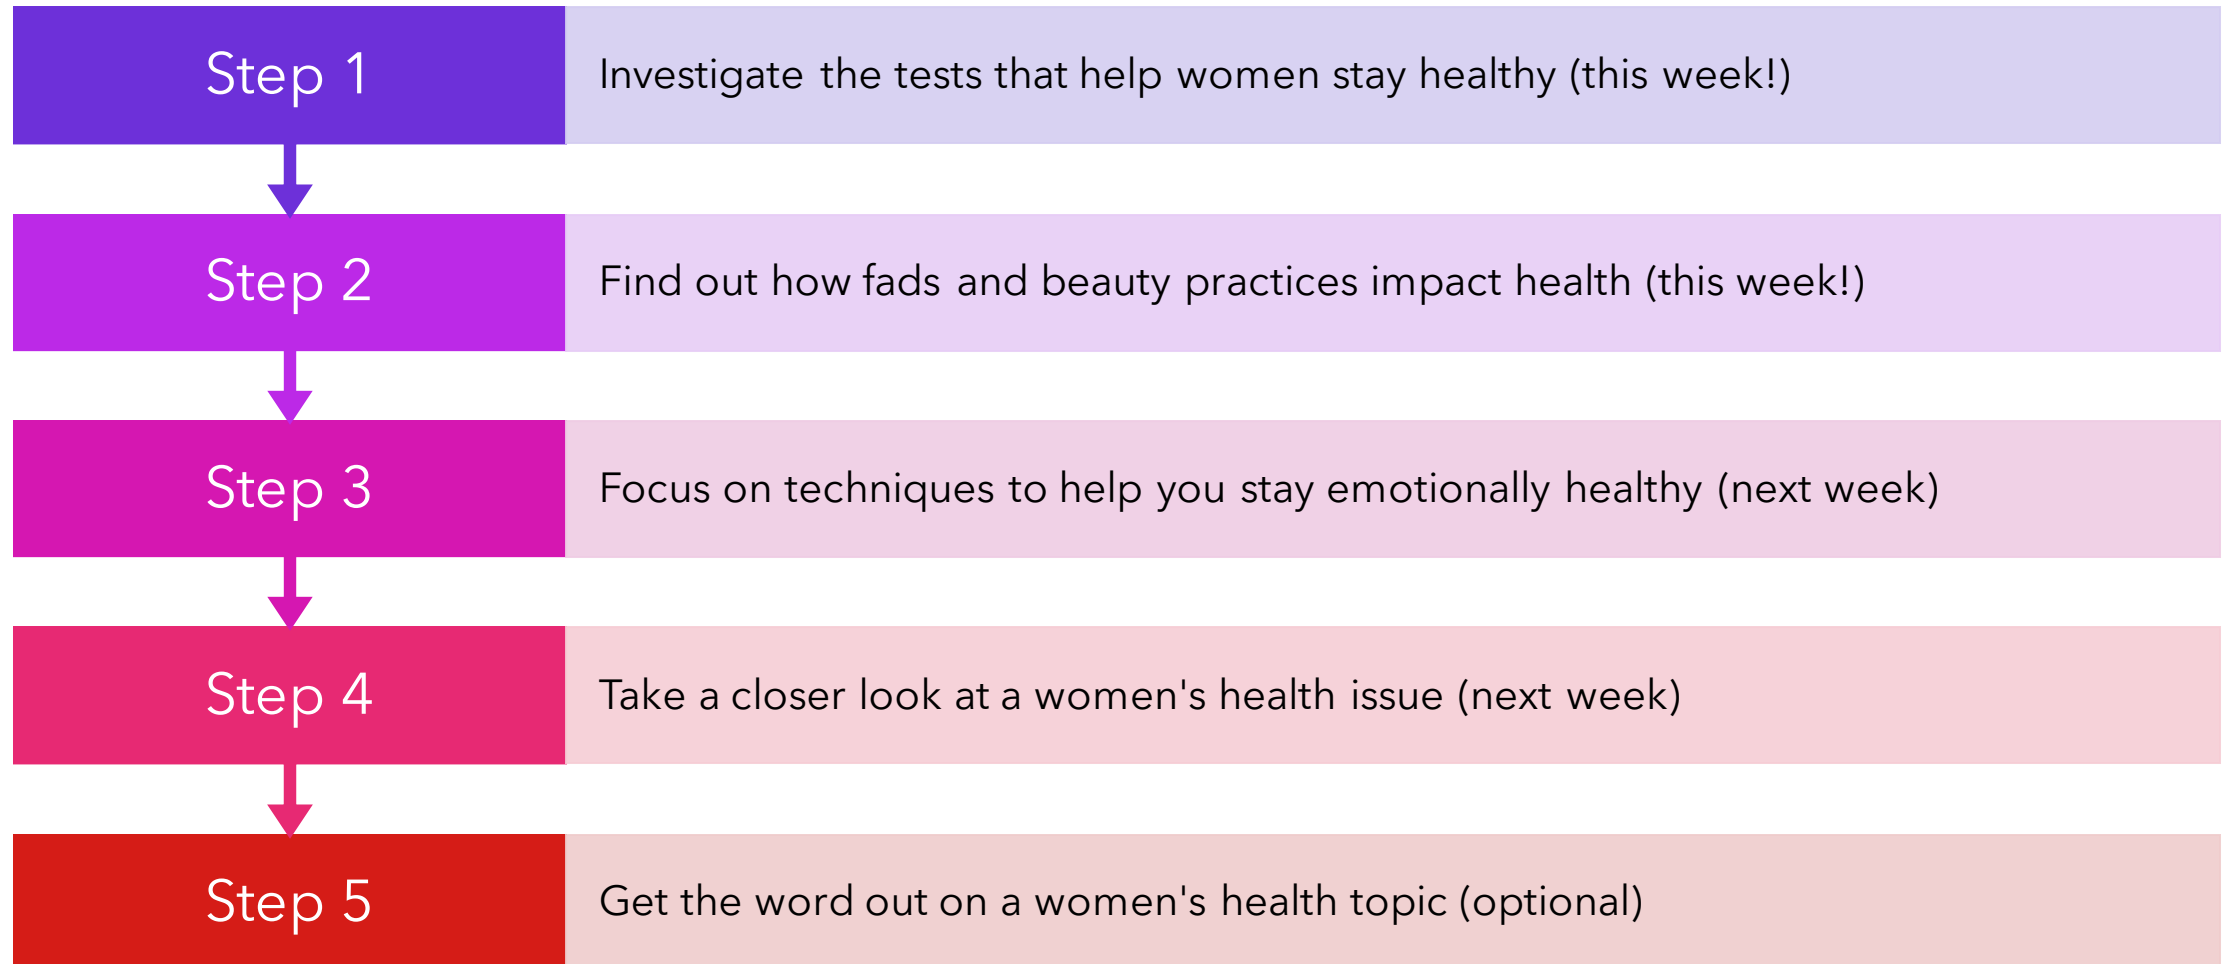 Step 1
Investigate the tests that help women stay healthy (this week!)
Step 2
Find out how fads and beauty practices impact health (this week!)
Step 3
Focus on techniques to help you stay emotionally healthy (next week)
Step 4
Take a closer look at a women's health issue (next week)
Step 5
Get the word out on a women's health topic (optional)